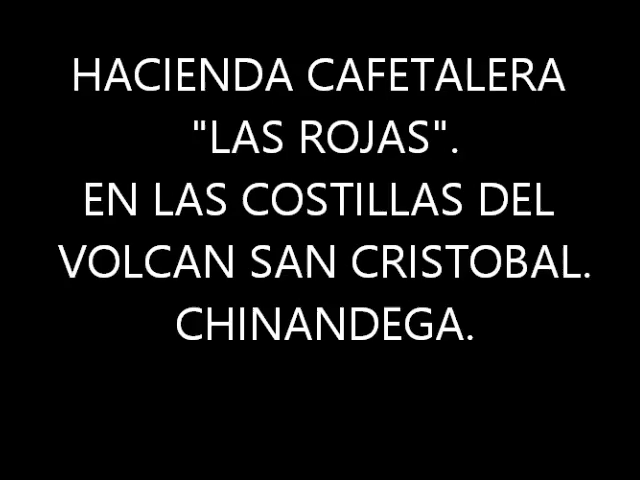 HACIENDA CAFETALERA
"LAS ROJAS".
EN LAS COSTILLAS DEL
VOLCAN SAN CRISTOBAL.
CHINANDEGA.